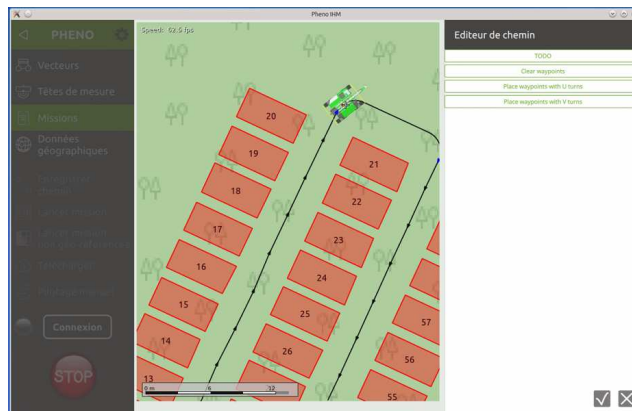 Pheno IHM
PHENO
Vecteurs
Têtes de mesure
Missions
Données
géographiques
Connexion
STOP
Speed: 62.5 fps
20
19
18
17
16
15
14
13
21
22
23
24
25
26
57
56
55
0 m
6
12
Editeur de chemin
TODO
Clear waypoints
Place waypoints with U turns
Place waypoints with V turns